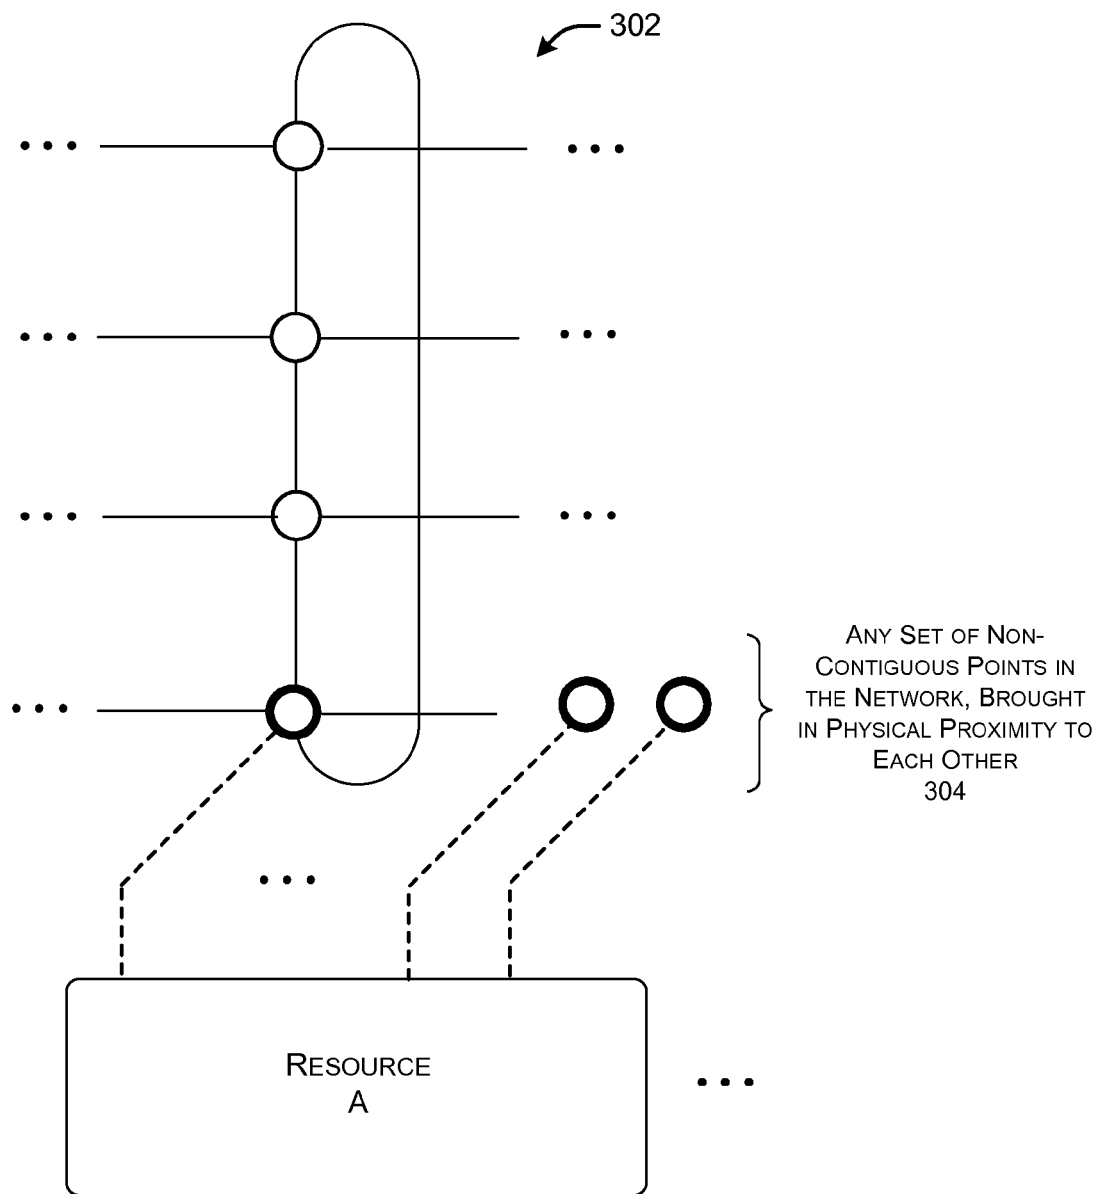 302
ANY SET OF NON-
CONTIGUOUS POINTS IN
THE NETWORK, BROUGHT
IN PHYSICAL PROXIMITY TO
EACH OTHER
304
RESOURCE
A